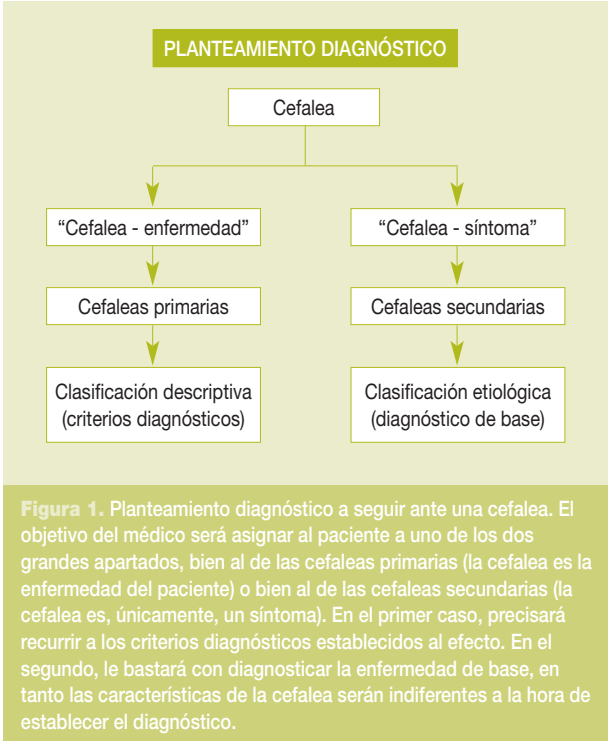 PLANTEAMIENTO DIAGNÓSTICO
Cefalea
“Cefalea - enfermedad”
“Cefalea - síntoma”
Cefaleas primarias
Cefaleas secundarias
Clasificación descriptiva
(criterios diagnósticos)
Clasificación etiológica
(diagnóstico de base)
Figura 1. Planteamiento diagnóstico a seguir ante una cefalea. El
objetivo del médico será asignar al paciente a uno de los dos
grandes apartados, bien al de las cefaleas primarias (la cefalea es la
enfermedad del paciente) o bien al de las cefaleas secundarias (la
cefalea es, únicamente, un síntoma). En el primer caso, precisará
recurrir a los criterios diagnósticos establecidos al efecto. En el
segundo, le bastará con diagnosticar la enfermedad de base, en
tanto las características de la cefalea serán indiferentes a la hora de
establecer el diagnóstico.